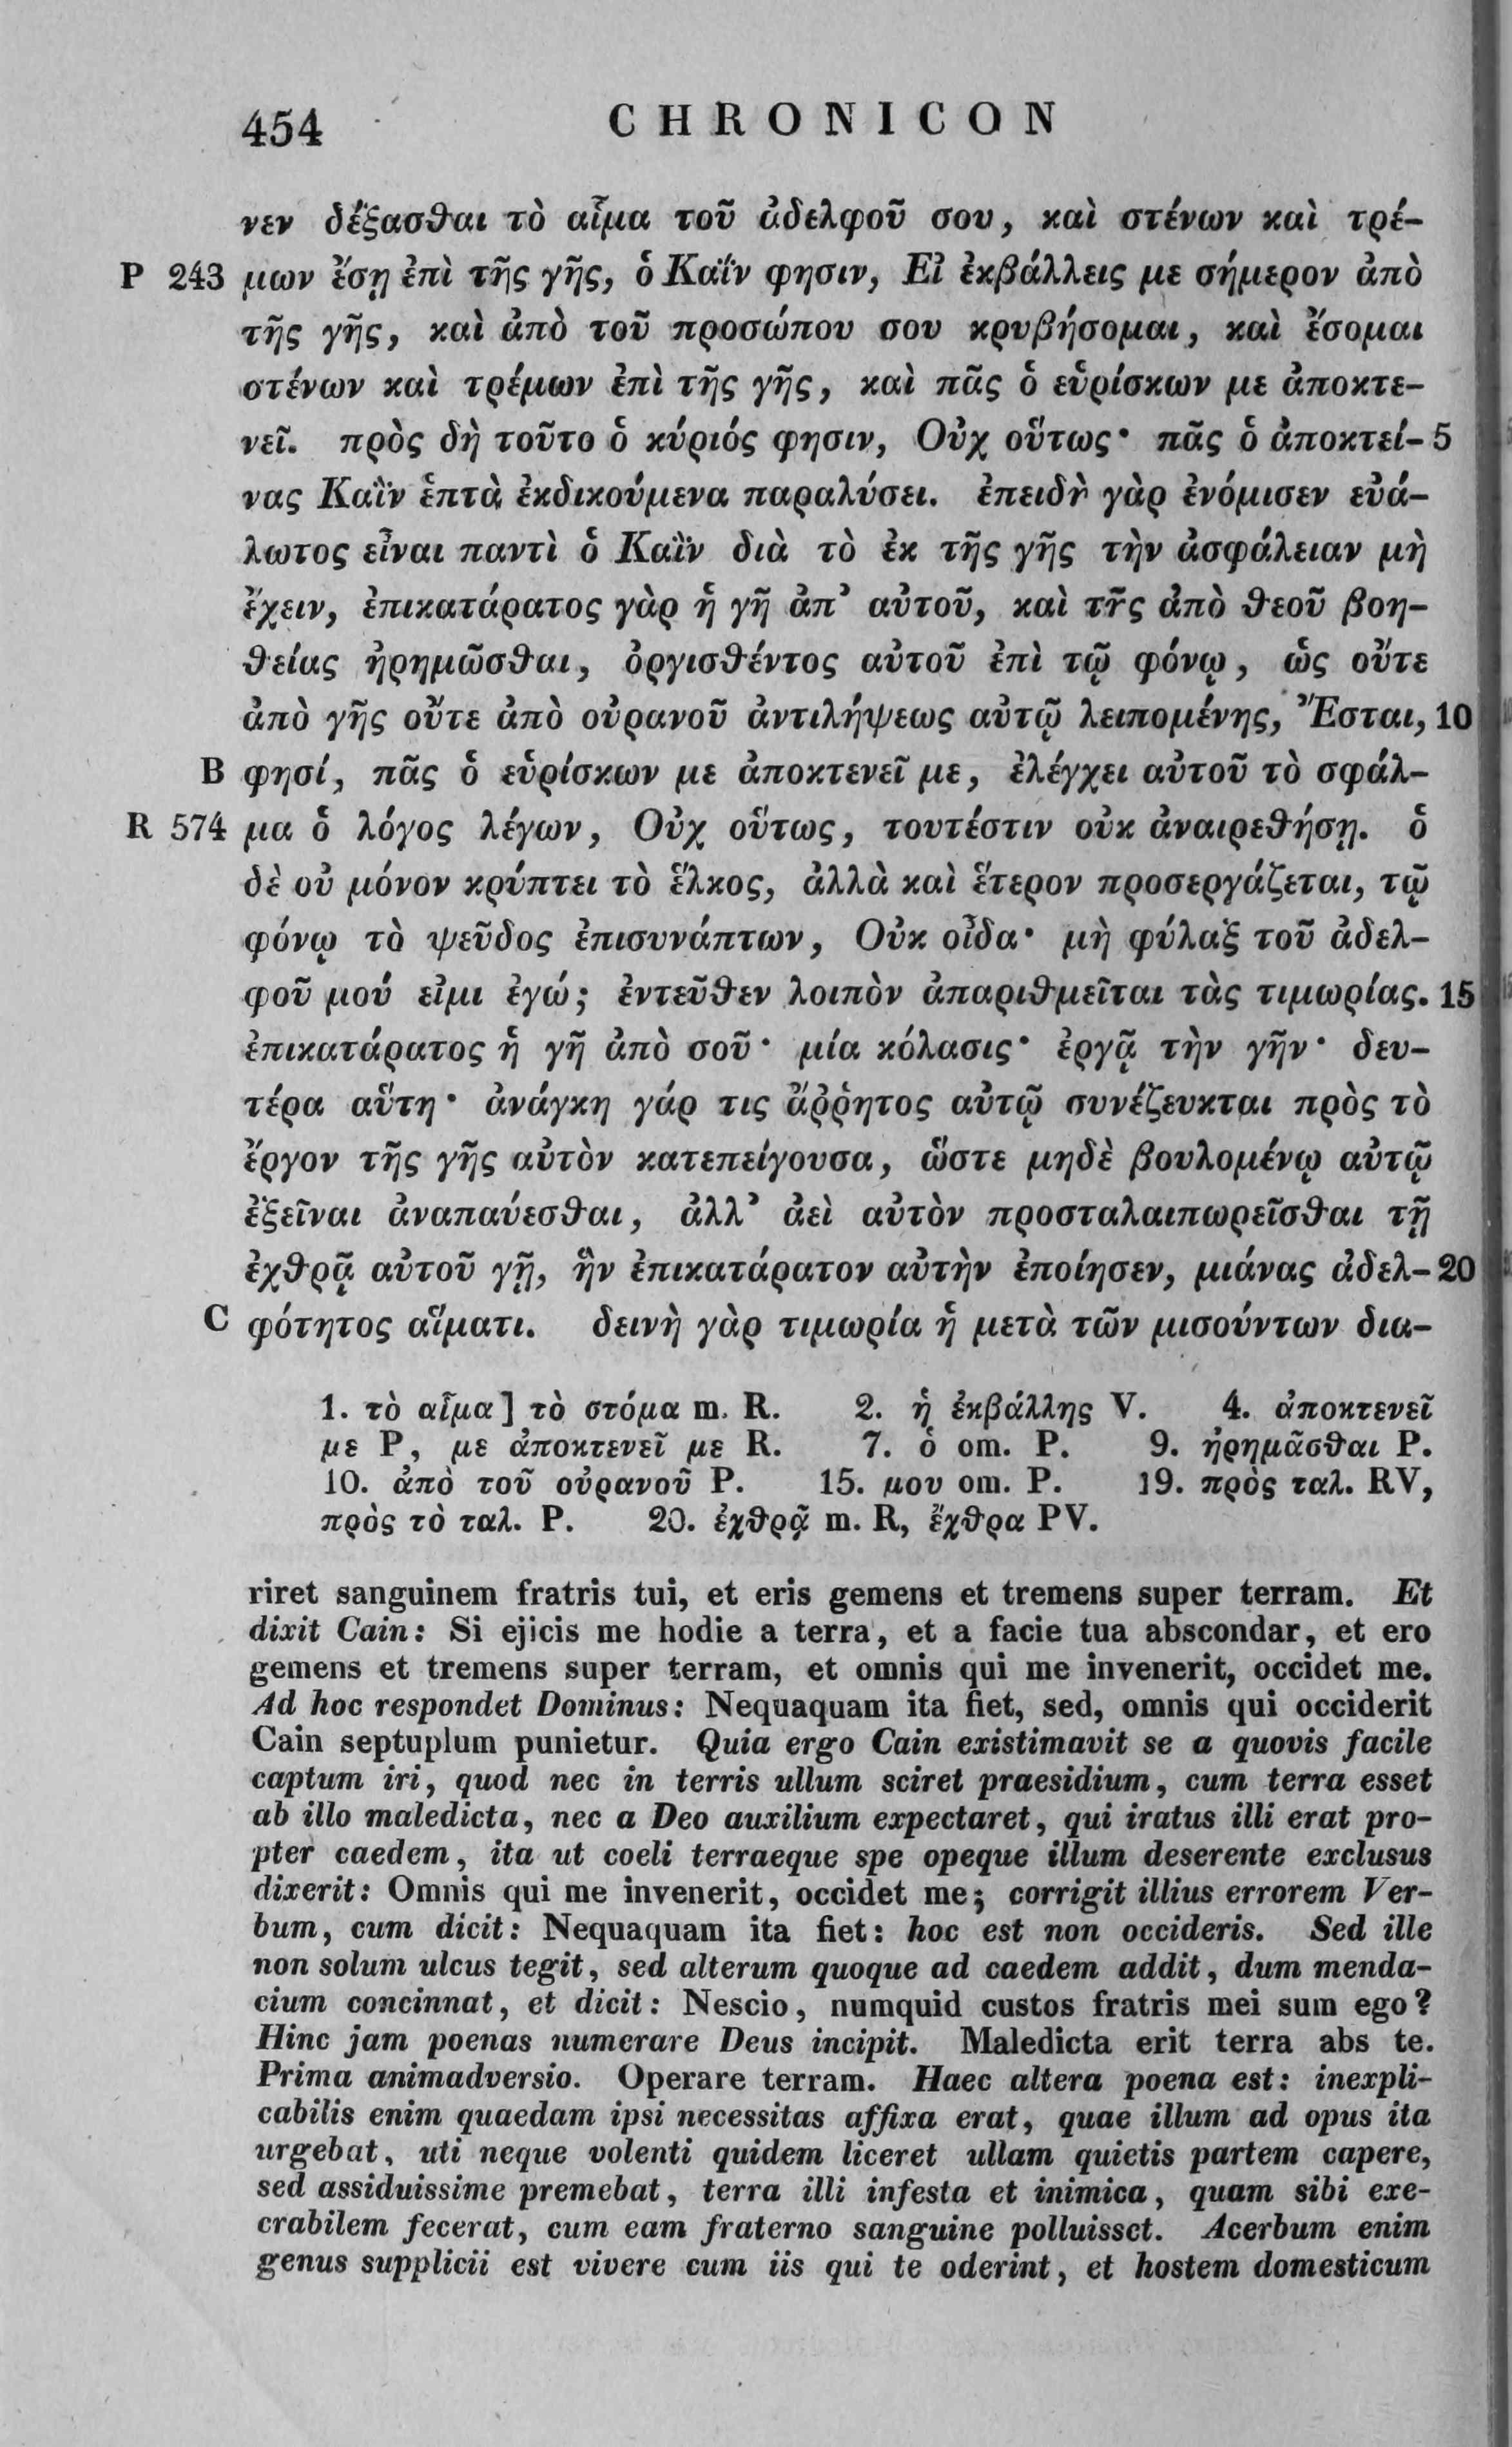 454 CHRONICON
νεν δέξασθαι τὸ αἷμα τοῦ ἀδελφοῦ σου, καὶ στένων καὶ τρέ-
P 243 μων ἔσῃ ἐπὶ τῆς γῆς, ὁ Καΐν φησιν, Εἰ ἐκβάλλεις με σήμερον ἀπὸ
τῆς γῆς, καὶ ἀπὸ τοῦ προσώπου σου κρυβήσομαι, καὶ ἔσομαι
στένων καὶ τρέμων ἐπὶ τῆς γῆς, καὶ πᾶς ὁ εὑρίσκων με ἀποκτε-
νεῖ. πρὸς δὴ τοῦτο ὁ κύριός φησιν, Οὐχ οὕτως· πᾶς ὁ ἀποκτεί- 5
νας Καῒν ἑπτὰ ἐκδικούμενα παραλύσει. ἐπειδὴ γὰρ ἐνόμισεν εὐά-
λωτος εἶναι παντὶ ὁ Καῒν διὰ τὸ ἐκ τῆς γῆς τὴν ἀσφάλειαν μὴ
ἔχειν, ἐπικατάρατος γὰρ ἡ γῆ ἀπ’ αὐτοῦ, καὶ τῆς ἀπὸ θεοῦ βοη-
θείας ἠρημῶσθαι, ὀργισθέντος αὐτοῦ ἐπὶ τῷ φόνῳ, ὡς οὔτε
ἀπὸ γῆς οὔτε ἀπὸ οὐρανοῦ ἀντιλήψεως αὐτῷ λειπομένης, Ἔσται, 10
B φησί, πᾶς ὁ εὑρίσκων με ἀποκτενεῖ με, ἐλέγχει αὐτοῦ τὸ σφάλ-
R 574 μα ὁ λόγος λέγων, Οὐχ οὕτως, τουτέστιν οὐκ ἀναιρεθήσῃ. ὁ
δὲ οὐ μόνον κρύπτει τὸ ἕλκος, ἀλλὰ καὶ ἕτερον προσεργάζεται, τῷ
φόνῳ τὸ ψεῦδος ἐπισυνάπτων, Οὐκ οἶδα· μὴ φύλαξ τοῦ ἀδελ-
φοῦ μού εἰμι ἐγώ; ἐντεῦθεν λοιπὸν ἀπαριθμεῖται τὰς τιμωρίας. 15
ἐπικατάρατος ἡ γῆ ἀπὸ σοῦ· μία κόλασις· ἐργᾷ τὴν γῆν· δευ-
τέρα αὕτη· ἀνάγκη γάρ τις ἄῤῥητος αὐτῷ συνέζευκται πρὸς τὸ
ἔργον τῆς γῆς αὐτὸν κατεπείγουσα, ὥστε μηδὲ βουλομένῳ αὐτῷ
ἐξεῖναι ἀναπαύεσθαι, ἀλλ’ ἀεὶ αὐτὸν προσταλαιπωρεῖσθαι τῇ
ἐχθρᾷ αὐτοῦ γῇ, ἣν ἐπικατάρατον αὐτὴν ἐποίησεν, μιάνας ἀδελ- 20
C φότητος αἵματι. δεινὴ γὰρ τιμωρία ἡ μετὰ τῶν μισούντων δια-
1. τὸ αἷμα] τὸ στόμα m. R. 2. ἡ ἐκβάλλης V. 4. ἀποκτενεῖ
με P, με ἀποκτενεῖ με R. 7. ὁ om. P. 9. ἠρημᾶσθαι P.
10. ἀπὸ τοῦ οὐρανοῦ P. 15. μου om. P. 19. πρὸς ταλ. RV,
πρὸς τὸ ταλ. P. 20. ἐχθρᾷ m. R, ἔχθρα PV.
riret sanguinem fratris tui, et eris gemens et tremens super terram. Et
dixit Cain: Si ejicis me hodie a terra, et a facie tua abscondar, et ero
gemens et tremens super terram, et omnis qui me invenerit, occidet me.
Ad hoc respondet Dominus: Nequaquam ita fiet, sed, omnis qui occiderit
Cain septuplum punietur. Quia ergo Cain existimavit se a quovis facile
captum iri, quod nec in terris ullum sciret praesidium, cum terra esset
ab illo maledicta, nec a Deo auxilium expectaret, qui iratus illi erat pro-
pter caedem, ita ut coeli terraeque spe opeque illum deserente exclusus
dixerit: Omnis qui me invenerit, occidet me; corrigit illius errorem Ver-
bum, cum dicit: Nequaquam ita fiet: hoc est non occideris. Sed ille
non solum ulcus tegit, sed alterum quoque ad caedem addit, dum menda-
cium concinnat, et dicit: Nescio, numquid custos fratris mei sum ego?
Hinc jam poenas numerare Deus incipit. Maledicta erit terra abs te.
Prima animadversio. Operare terram. Haec altera poena est: inexpli-
cabilis enim quaedam ipsi necessitas affixa erat, quae illum ad opus ita
urgebat, uti neque volenti quidem liceret ullam quietis partem capere,
sed assiduissime premebat, terra illi infesta et inimica, quam sibi exe-
crabilem fecerat, cum eam fraterno sanguine polluisset. Acerbum enim
genus supplicii est vivere cum iis qui te oderint, et hostem domesticum